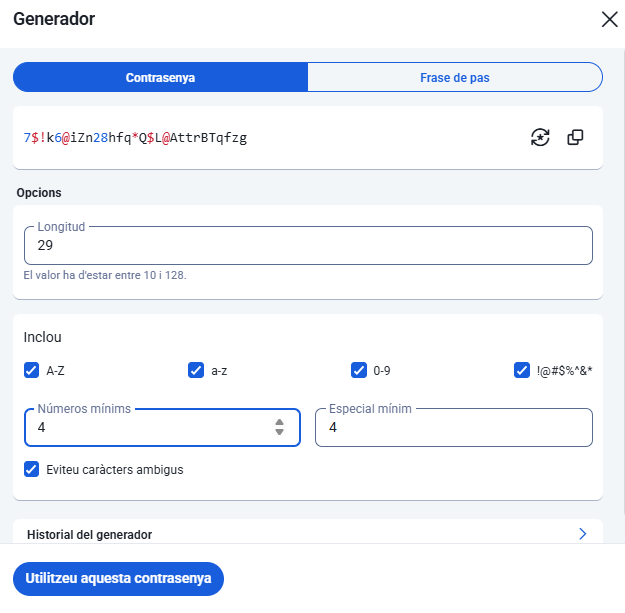 Generador
Contrasenya
Frase de pas
7$!k6@iZn28hfq*Q$L@AttrBTqfzg
Opcions
Longitud
29
El valor ha d'estar entre 10 i 128.
Inclou
A-Z
a-z
0-9
!@#$%^&*
Números mínims
4
Especial mínim
4
Eviteu caràcters ambigus
Historial del generador
Utilitzeu aquesta contrasenya